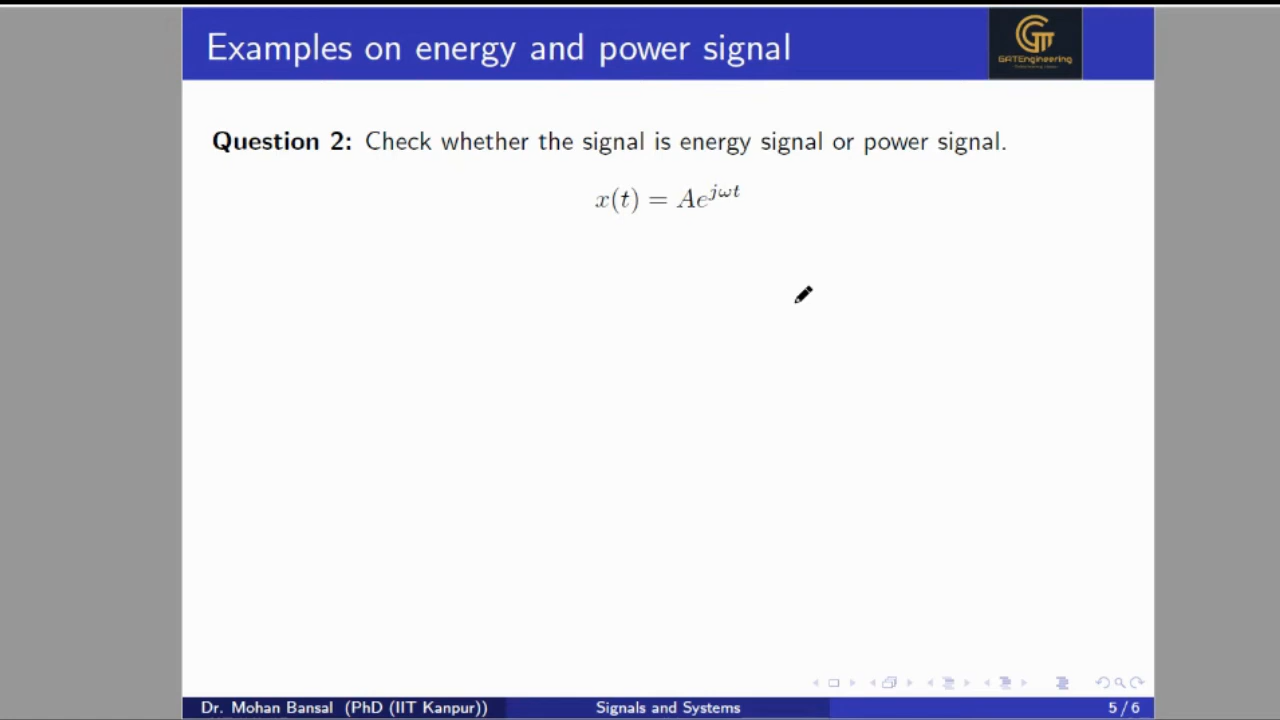 Examples on energy and power signal
GATEngineering
Question 2: Check whether the signal is energy signal or power signal.
x(t) = Ae^{jωt}
Dr. Mohan Bansal (PhD (IIT Kanpur))
Signals and Systems
5 / 6